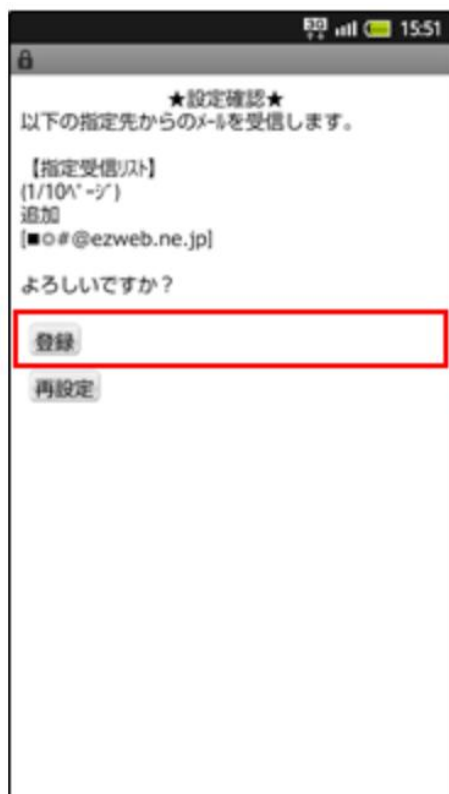 3G 15:51
★設定確認★
以下の指定先からのﾒｰﾙを受信します。
【指定受信ﾘｽﾄ】
(1/10ﾍﾟｰｼﾞ)
追加
[■○#@ezweb.ne.jp]
よろしいですか？
登録
再設定